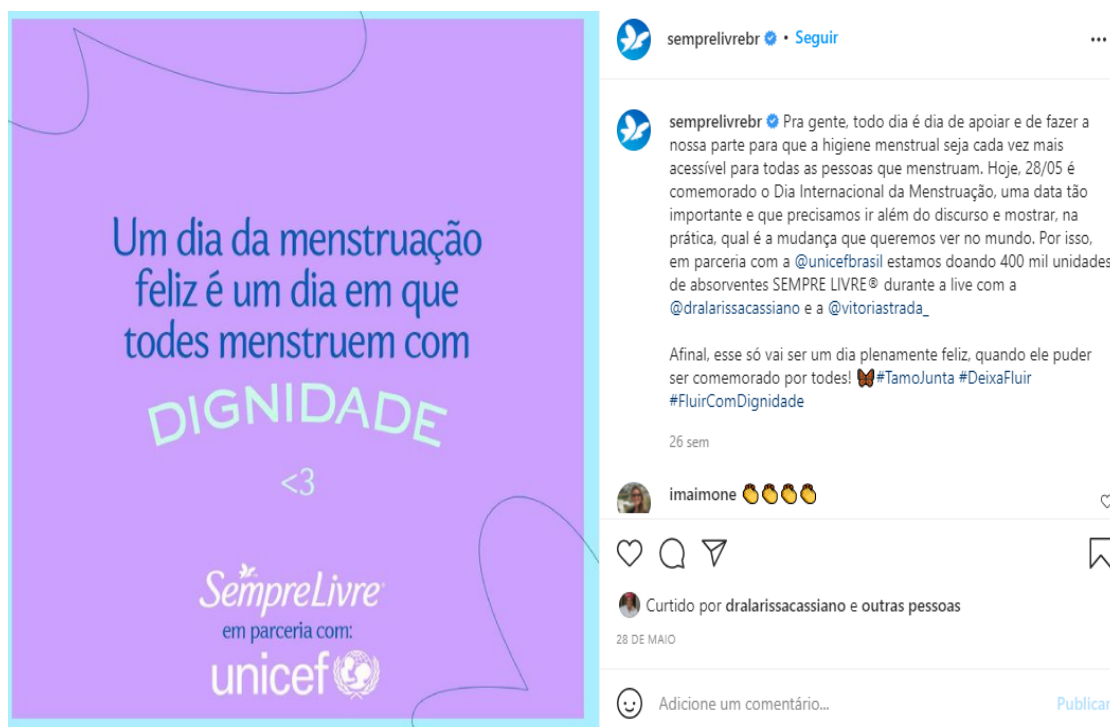 Um dia da menstruação
feliz é um dia em que
todes menstruem com
DIGNIDADE
<3
SempreLivre
em parceria com:
unicef
semprelivrebr • Seguir
semprelivrebr Pra gente, todo dia é dia de apoiar e de fazer a
nossa parte para que a higiene menstrual seja cada vez mais
acessível para todas as pessoas que menstruam. Hoje, 28/05 é
comemorado o Dia Internacional da Menstruação, uma data tão
importante e que precisamos ir além do discurso e mostrar, na
prática, qual é a mudança que queremos ver no mundo. Por isso,
em parceria com a @unicefbrasil estamos doando 400 mil unidades
de absorventes SEMPRE LIVRE® durante a live com a
@dralarissacassiano e a @vitoriastrada_
Afinal, esse só vai ser um dia plenamente feliz, quando ele puder
ser comemorado por todes! 🦋#TamoJunta #DeixaFluir
#FluirComDignidade
26 sem
imaimone 👏👏👏👏
Curtido por dralarissacassiano e outras pessoas
28 DE MAIO
Adicione um comentário...
Publicar